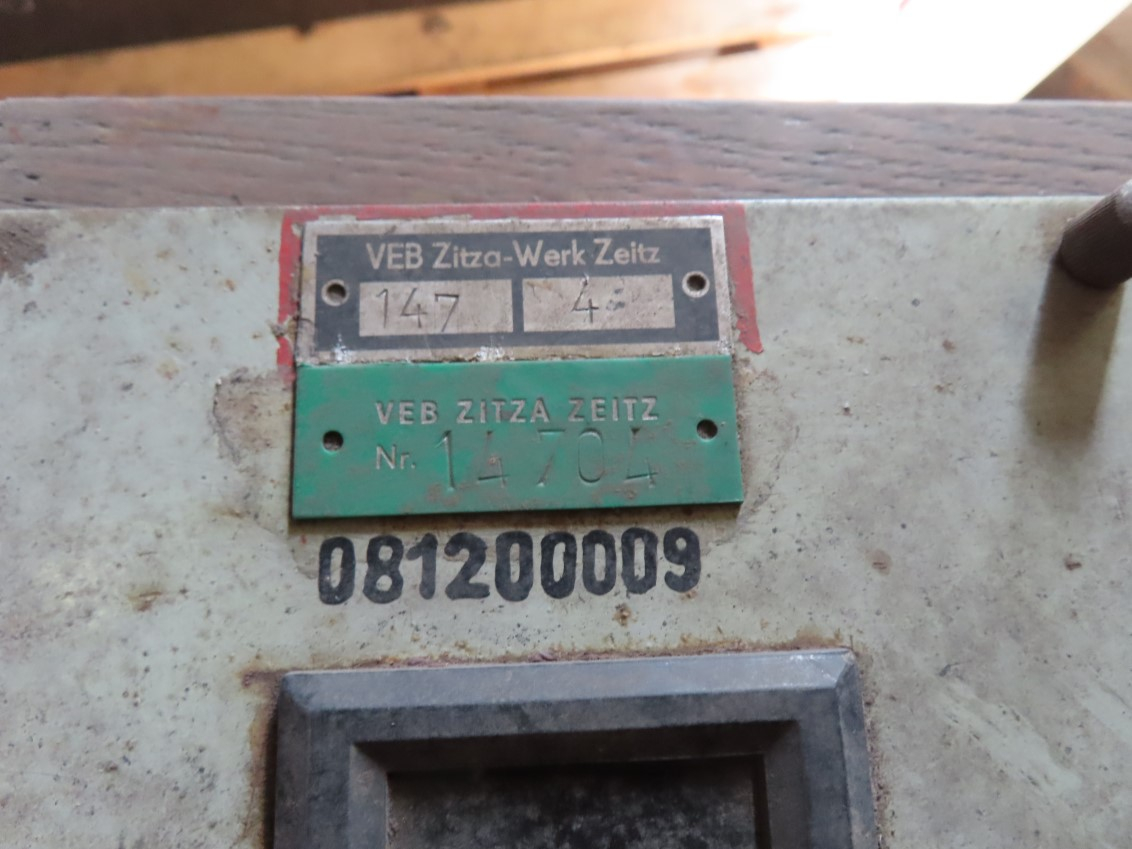 VEB Zitza-Werk Zeitz
147 4
VEB ZITZA ZEITZ
Nr. 14704
081200009